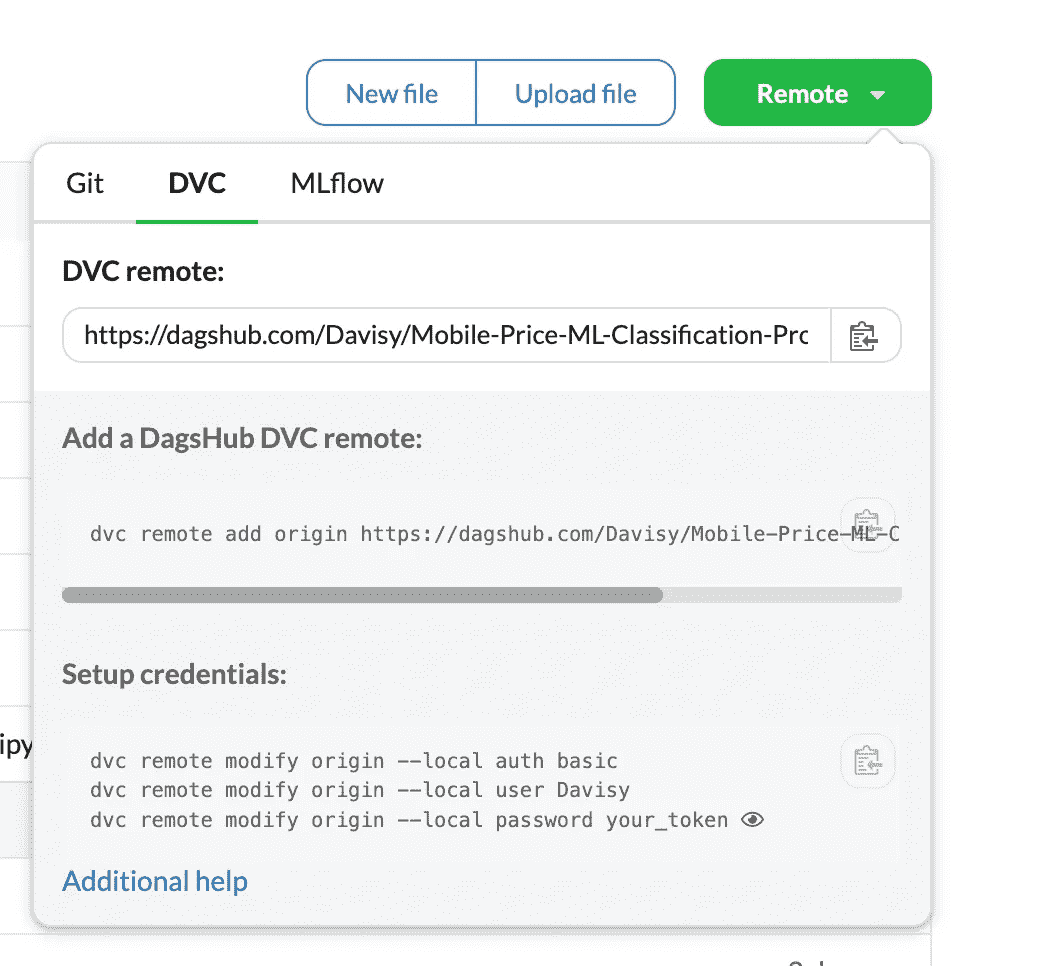 New file
Upload file
Remote
Git
DVC
MLflow
DVC remote:
https://dagshub.com/Davisy/Mobile-Price-ML-Classification-Pro
Add a DagsHub DVC remote:
dvc remote add origin https://dagshub.com/Davisy/Mobile-Price-ML-C
Setup credentials:
ipy
dvc remote modify origin --local auth basic
dvc remote modify origin --local user Davisy
dvc remote modify origin --local password your_token
Additional help